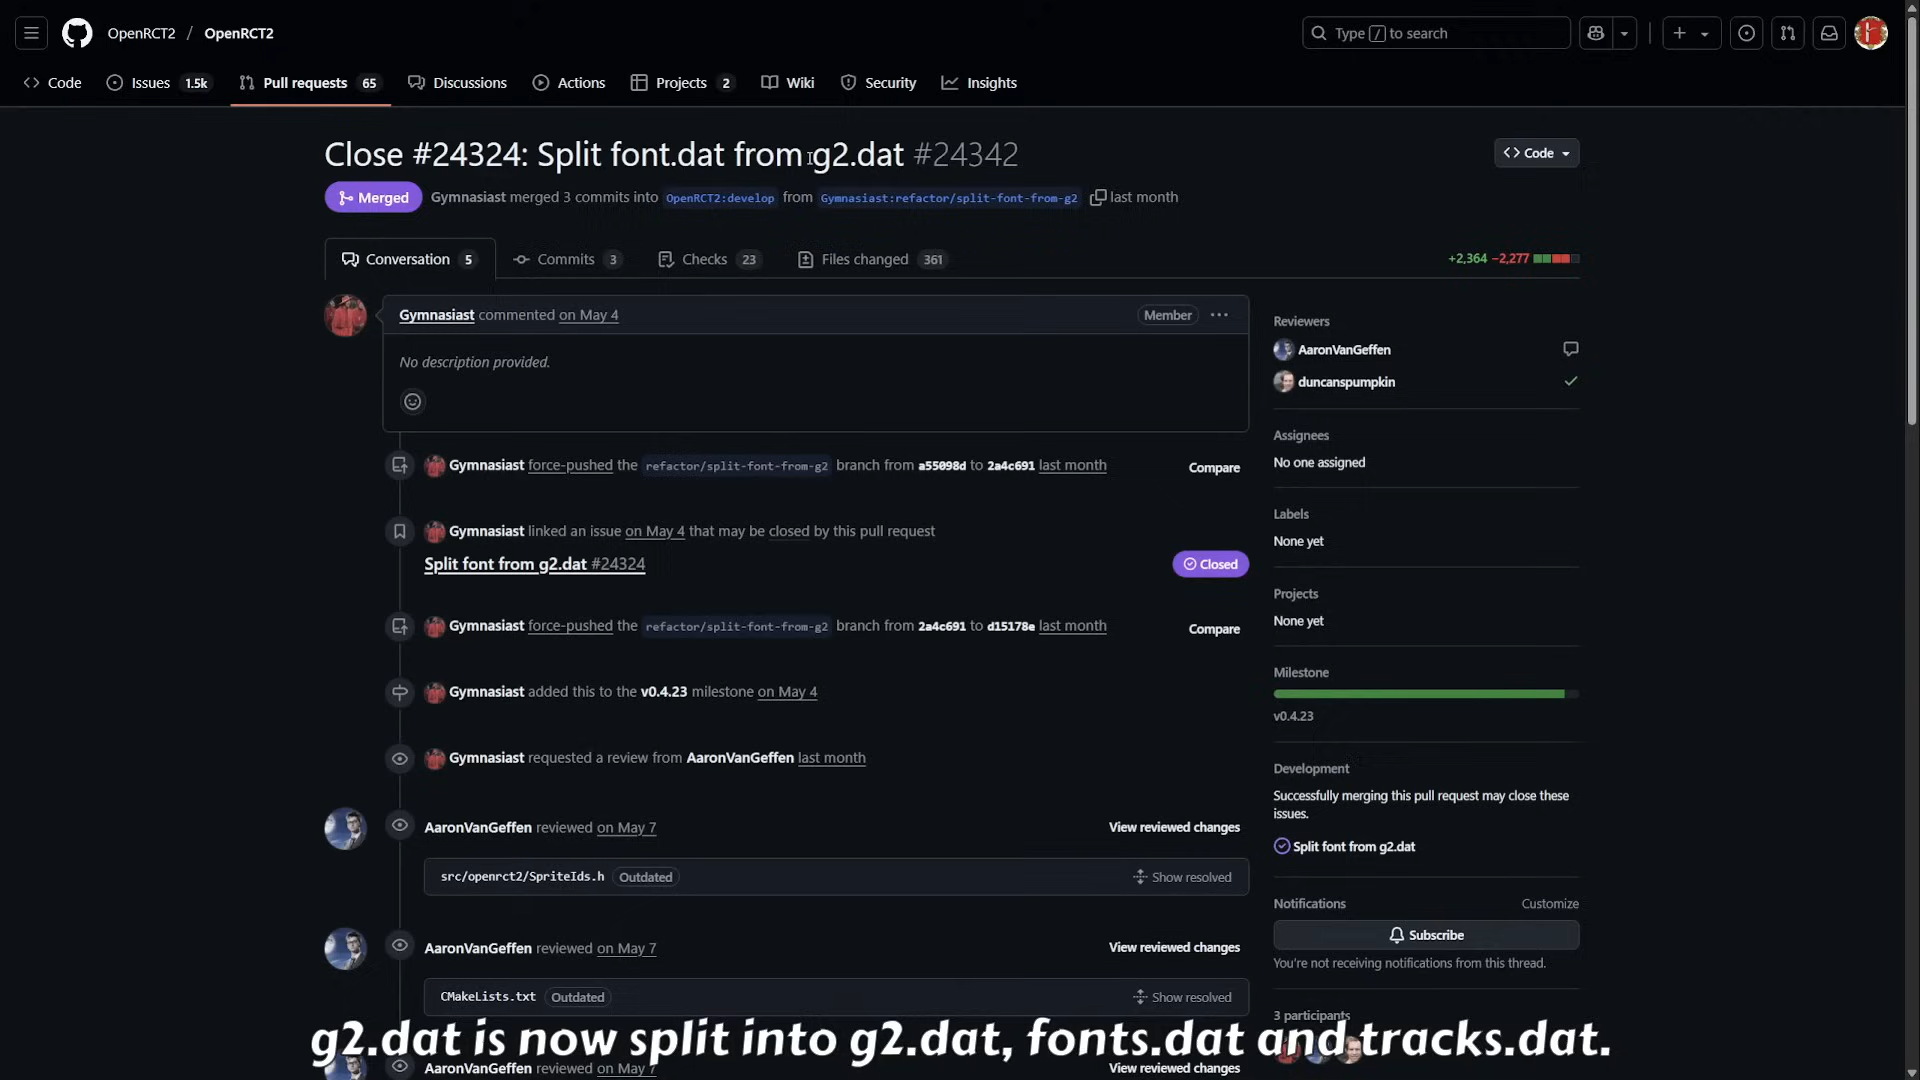 OpenRCT2 / OpenRCT2
Type / to search
Code
Issues 1.5k
Pull requests 65
Discussions
Actions
Projects 2
Wiki
Security
Insights
Close #24324: Split font.dat from g2.dat #24342
Code
Merged Gymnasiast merged 3 commits into OpenRCT2:develop from Gymnasiast:refactor/split-font-from-g2 last month
Conversation 5
Commits 3
Checks 23
Files changed 361
+2,364 −2,277
Gymnasiast commented on May 4
Member
No description provided.
Gymnasiast force-pushed the refactor/split-font-from-g2 branch from a55098d to 2a4c691 last month
Compare
Gymnasiast linked an issue on May 4 that may be closed by this pull request
Split font from g2.dat #24324
Closed
Gymnasiast force-pushed the refactor/split-font-from-g2 branch from 2a4c691 to d15178e last month
Compare
Gymnasiast added this to the v0.4.23 milestone on May 4
Gymnasiast requested a review from AaronVanGeffen last month
AaronVanGeffen reviewed on May 7
View reviewed changes
src/openrct2/SpriteIds.h Outdated
Show resolved
AaronVanGeffen reviewed on May 7
View reviewed changes
CMakeLists.txt Outdated
Show resolved
AaronVanGeffen reviewed on May 7
View reviewed changes
Reviewers
AaronVanGeffen
duncanspumpkin
Assignees
No one assigned
Labels
None yet
Projects
None yet
Milestone
v0.4.23
Development
Successfully merging this pull request may close these
issues.
Split font from g2.dat
Notifications
Customize
Subscribe
You're not receiving notifications from this thread.
3 participants
g2.dat is now split into g2.dat, fonts.dat and tracks.dat.